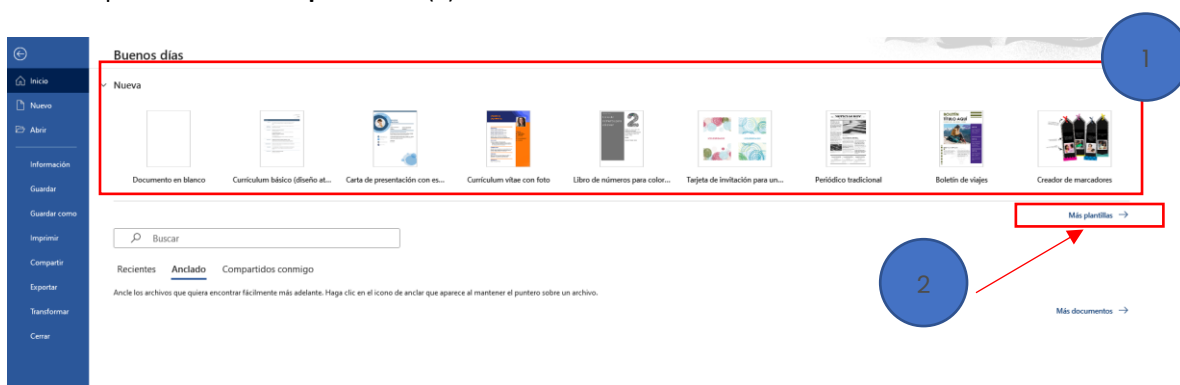 (1)
Buenos días
Inicio
Nuevo
Abrir
Información
Guardar
Guardar como
Imprimir
Compartir
Exportar
Transformar
Cerrar
Nueva
1
Documento en blanco
Currículum básico (diseño at...
Carta de presentación con es...
Currículum vitae con foto
Libro de números para color...
Tarjeta de invitación para un...
Periódico tradicional
Boletín de viajes
Creador de marcadores
Más plantillas
Buscar
Recientes Anclado Compartidos conmigo
Ancle los archivos que quiera encontrar fácilmente más adelante. Haga clic en el icono de anclar que aparece al mantener el puntero sobre un archivo.
2
Más documentos